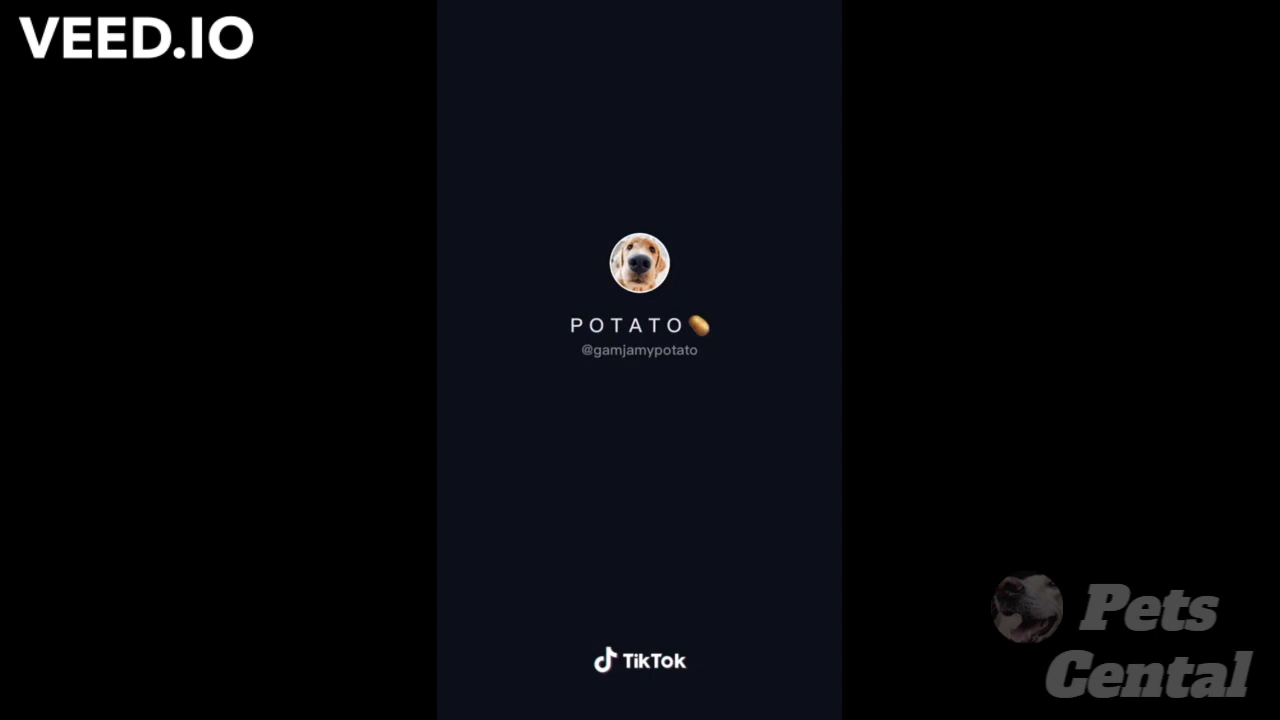 VEED.IO
POTATO🥔
@gamjamypotato
TikTok
Pets
Cental